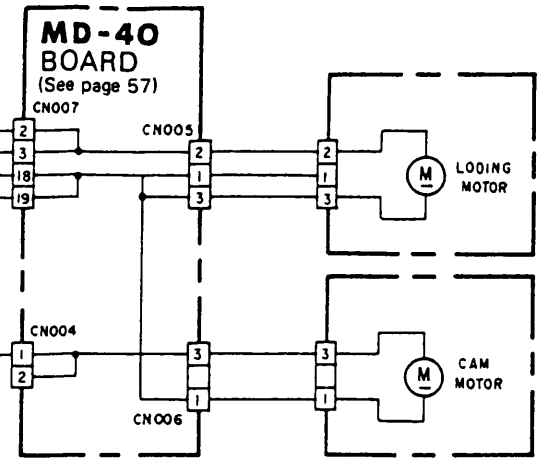 MD-40
BOARD
(See page 57)
CN007
2
3
18
19
CN005
2
1
3
2
1
3
M
LODING
MOTOR
CN004
1
2
3
1
CN006
3
1
M
CAM
MOTOR